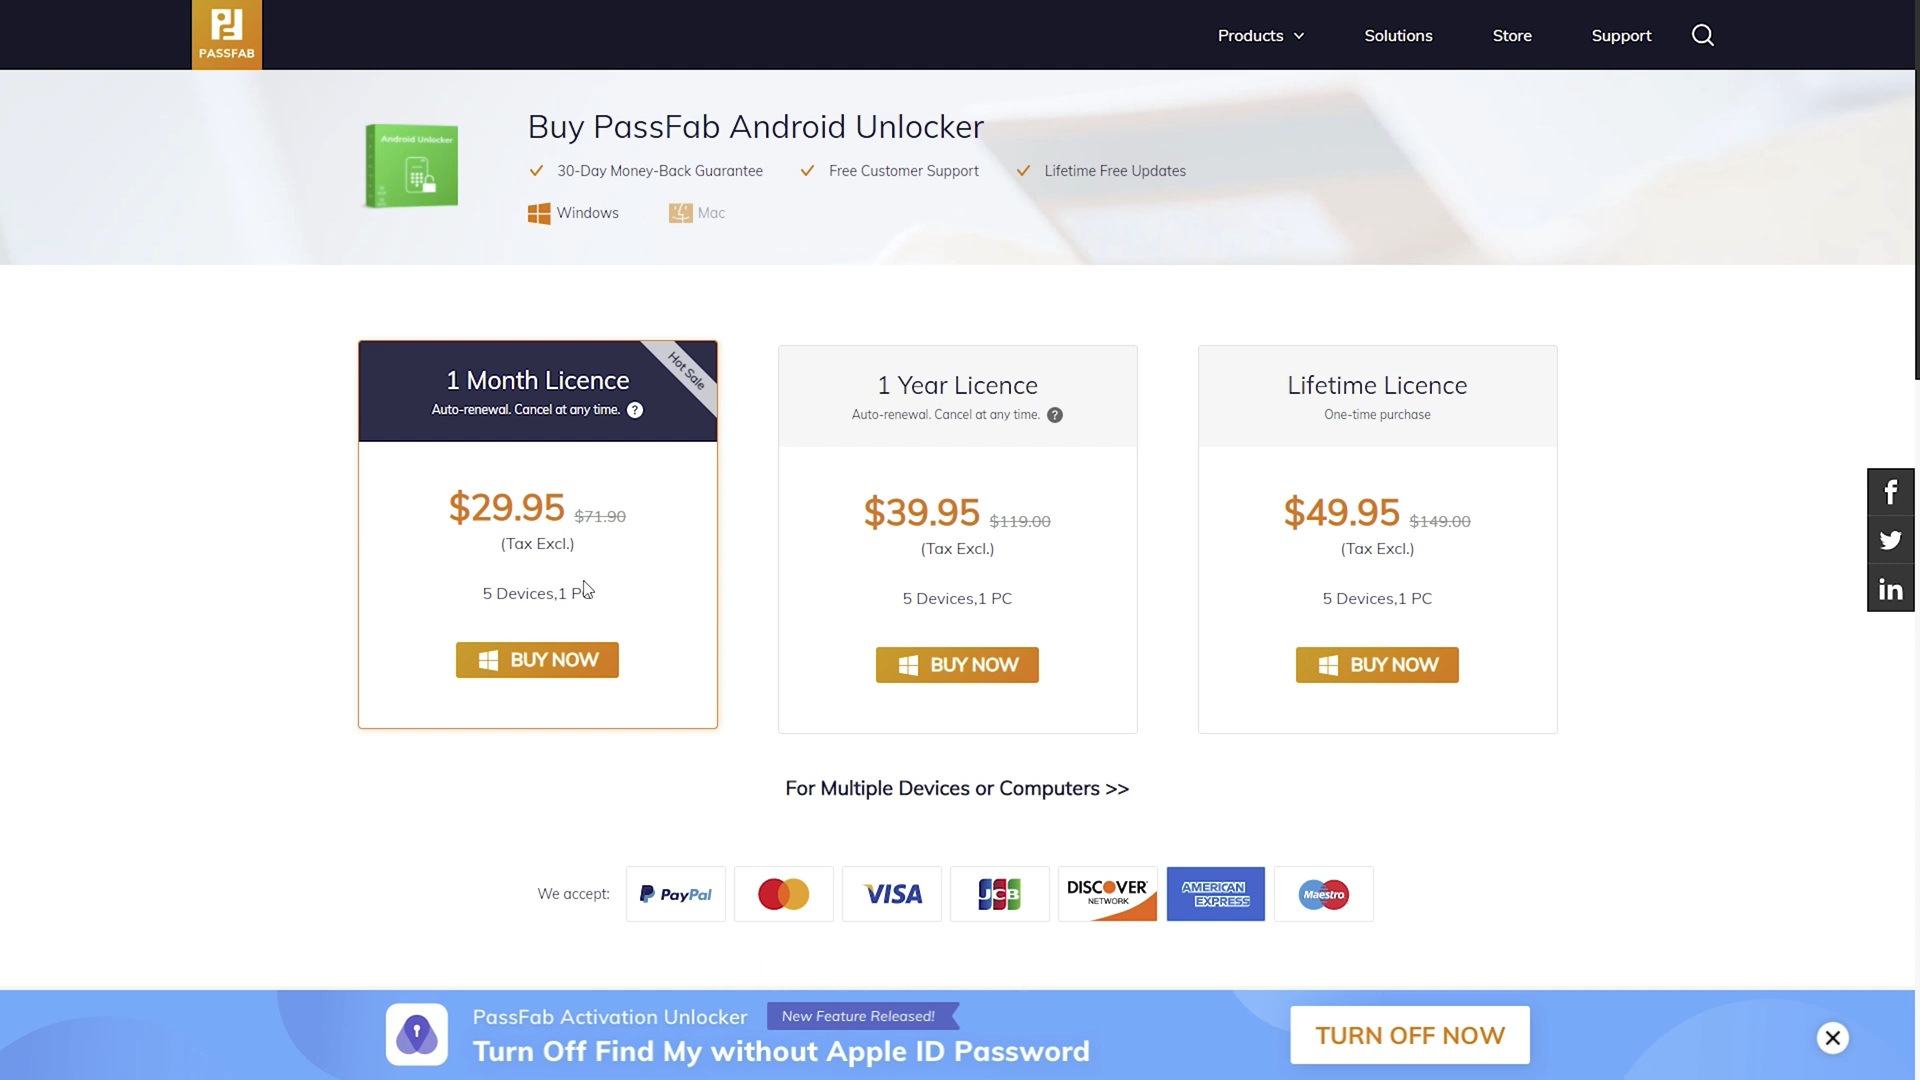 PASSFAB
Products
Solutions
Store
Support
Android Unlocker
Buy PassFab Android Unlocker
30-Day Money-Back Guarantee
Free Customer Support
Lifetime Free Updates
Windows
Mac
Hot Sale
1 Month Licence
Auto-renewal. Cancel at any time. ?
$29.95 $71.90
(Tax Excl.)
5 Devices,1 PC
BUY NOW
1 Year Licence
Auto-renewal. Cancel at any time. ?
$39.95 $119.00
(Tax Excl.)
5 Devices,1 PC
BUY NOW
Lifetime Licence
One-time purchase
$49.95 $149.00
(Tax Excl.)
5 Devices,1 PC
BUY NOW
For Multiple Devices or Computers >>
We accept:
PayPal
VISA
JCB
DISCOVER
NETWORK
AMERICAN
EXPRESS
Maestro
PassFab Activation Unlocker
New Feature Released!
Turn Off Find My without Apple ID Password
TURN OFF NOW